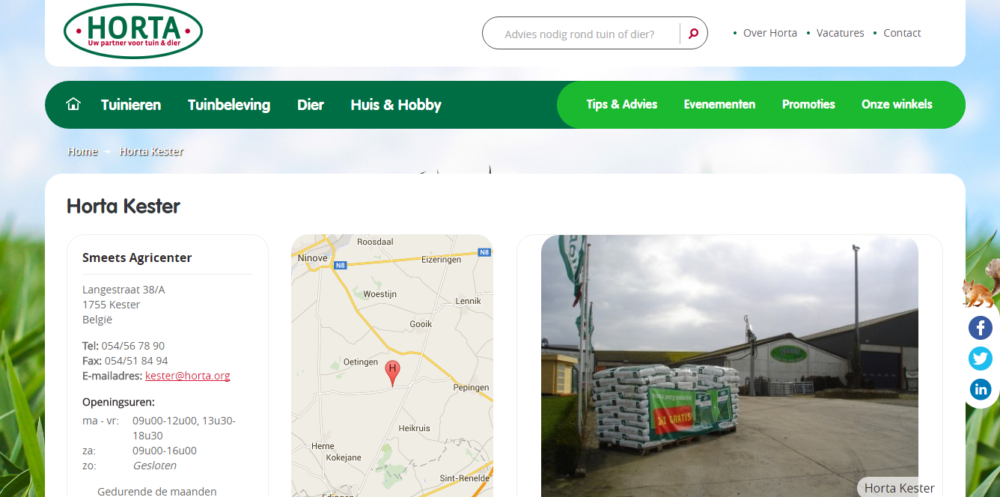 HORTA
Uw partner voor tuin & dier
Advies nodig rond tuin of dier?
Over Horta
Vacatures
Contact
Tuinieren
Tuinbeleving
Dier
Huis & Hobby
Tips & Advies
Evenementen
Promoties
Onze winkels
Home
Horta Kester
Horta Kester
Smeets Agricenter
Langestraat 38/A
1755 Kester
België
Tel: 054/56 78 90
Fax: 054/51 84 94
E-mailadres: kester@horta.org
Openingsuren:
ma - vr: 09u00-12u00, 13u30-
18u30
za: 09u00-16u00
zo: Gesloten
Gedurende de maanden
Roosdaal
Ninove
N8
N8
Eizeringen
Woestijn
Lennik
Gooik
Oetingen
H
Pepingen
Heikruis
Herne
Kokejane
Sint-Renelde
Edingen
GRATIS
Horta Kester